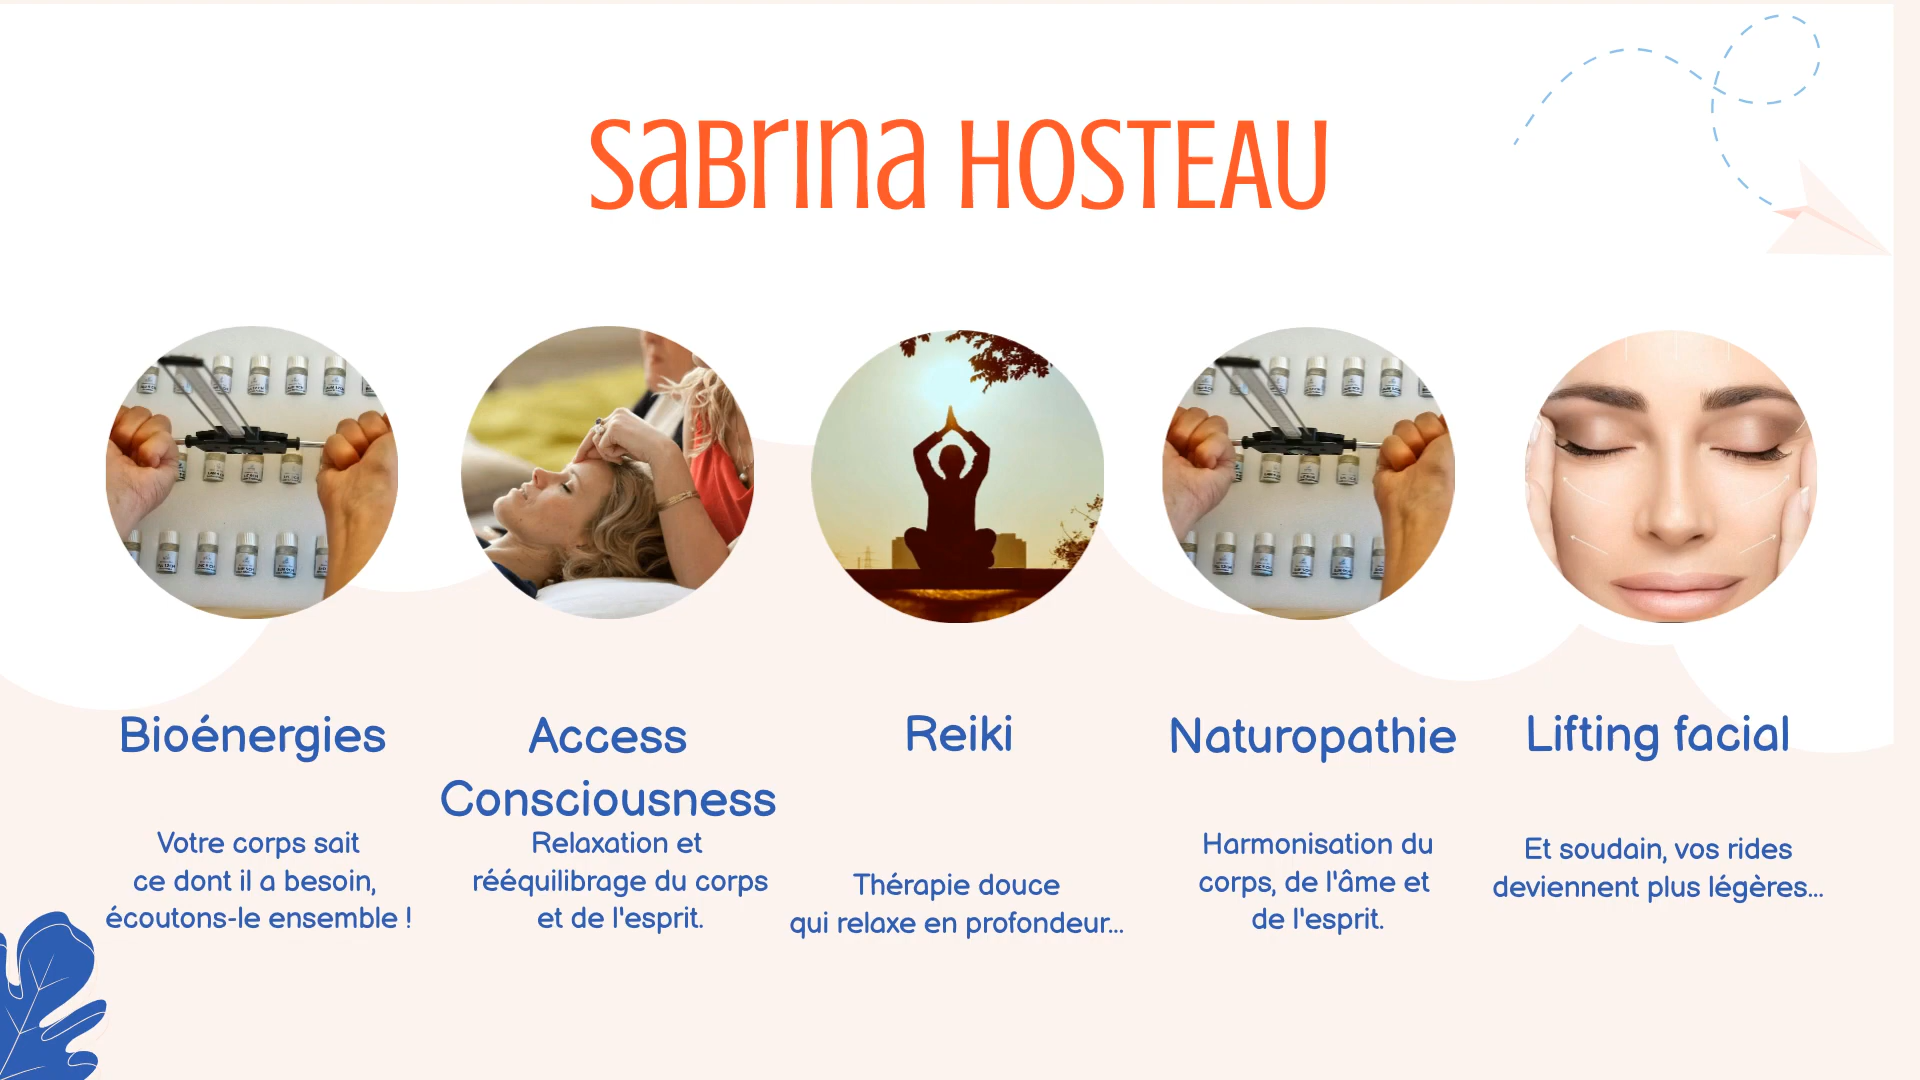 Sabrina HOSTEAU
Bioénergies
Votre corps sait
ce dont il a besoin,
écoutons-le ensemble !
Access
Consciousness
Relaxation et
rééquilibrage du corps
et de l'esprit.
Reiki
Thérapie douce
qui relaxe en profondeur...
Naturopathie
Harmonisation du
corps, de l'âme et
de l'esprit.
Lifting facial
Et soudain, vos rides
deviennent plus légères...